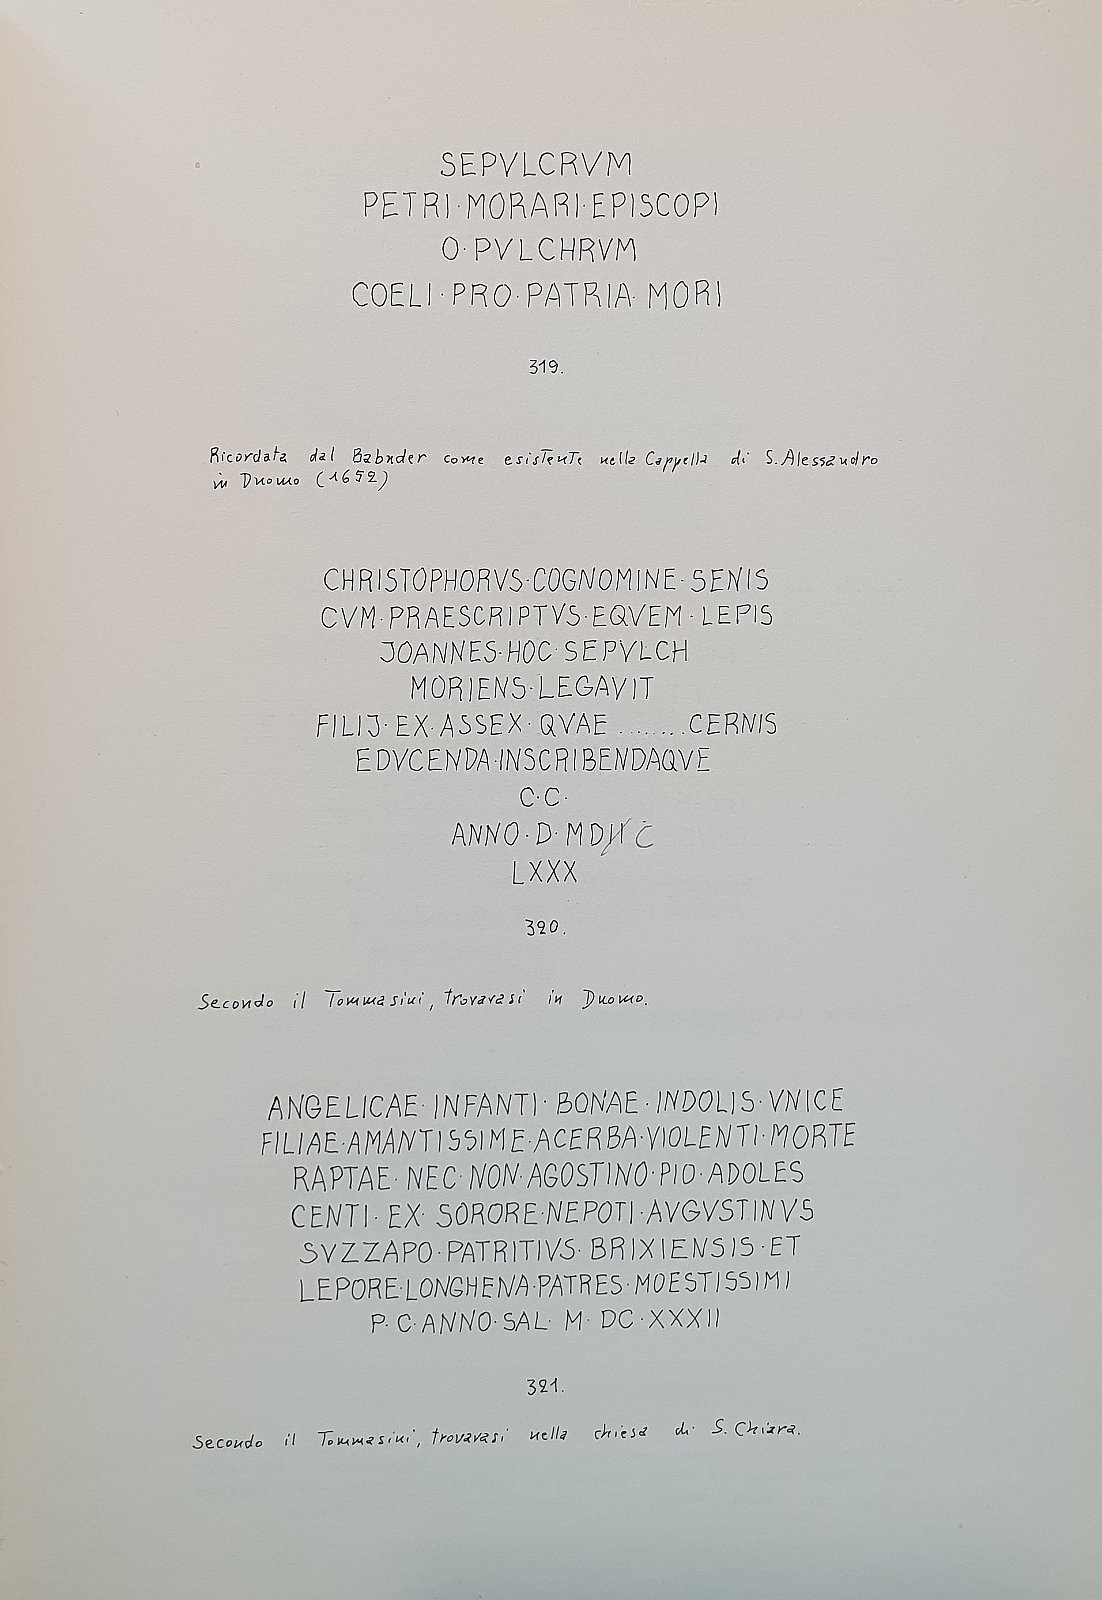 SEPVLCRVM
PETRI·MORARI·EPISCOPI
O·PVLCHRVM
COELI·PRO·PATRIA·MORI
319.
Ricordata dal Babuder come esistente nella Cappella di S. Alessandro
in Duomo (1652)
CHRISTOPHORVS·COGNOMINE·SENIS
CVM·PRAESCRIPTVS·EQVEM·LEPIS
JOANNES·HOC·SEPVLCH
MORIENS·LEGAVIT
FILIJ·EX·ASSEX·QVAE ........CERNIS
EDVCENDA·INSCRIBENDAQVE
C·C·
ANNO·D·MD
LXXX
320.
Secondo il Tommasini, trovavasi in Duomo.
ANGELICAE·INFANTI·BONAE·INDOLIS·VNICE
FILIAE·AMANTISSIME·ACERBA·VIOLENTI·MORTE
RAPTAE·NEC·NON·AGOSTINO·PIO·ADOLES
CENTI·EX·SORORE·NEPOTI·AVGVSTINVS
SVZZAPO·PATRITIVS·BRIXIENSIS·ET
LEPORE·LONGHENA·PATRES·MOESTISSIMI
P·C·ANNO·SAL·M·DC·XXXII
321.
Secondo il Tommasini, trovavasi nella chiesa di S. Chiara.